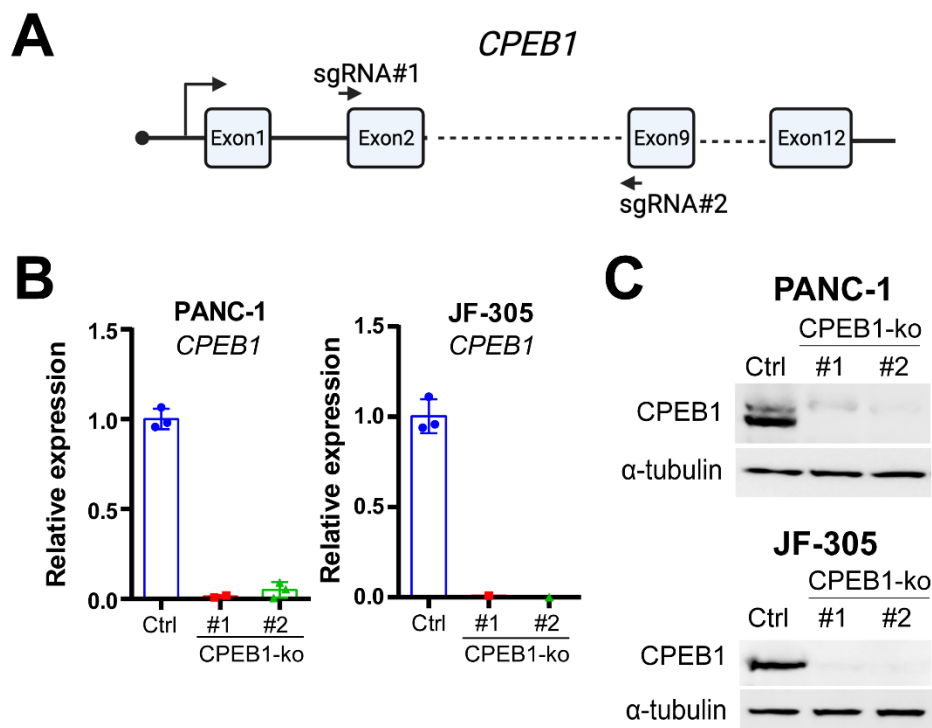 A
CPEB1
sgRNA#1
Exon1
Exon2
Exon9
Exon12
sgRNA#2
B
PANC-1
CPEB1
Relative expression
1.5
1.0
0.5
0.0
Ctrl
#1
#2
CPEB1-ko
JF-305
CPEB1
Relative expression
1.5
1.0
0.5
0.0
Ctrl
#1
#2
CPEB1-ko
C
PANC-1
CPEB1-ko
Ctrl #1 #2
CPEB1
α-tubulin
JF-305
CPEB1-ko
Ctrl #1 #2
CPEB1
α-tubulin